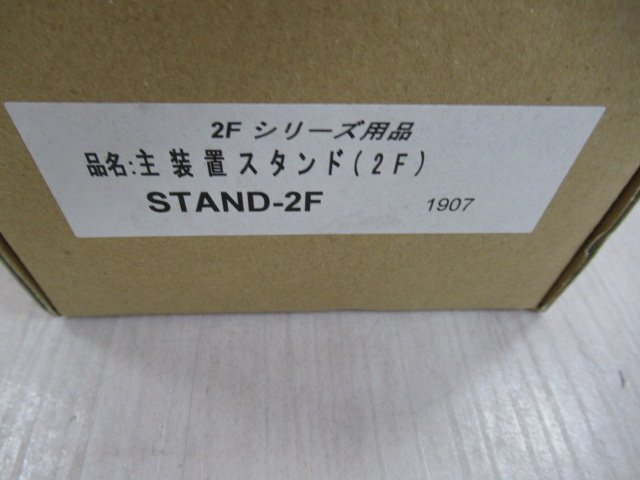 2F シリーズ用品
品名:主装置スタンド(2F)
STAND-2F 1907